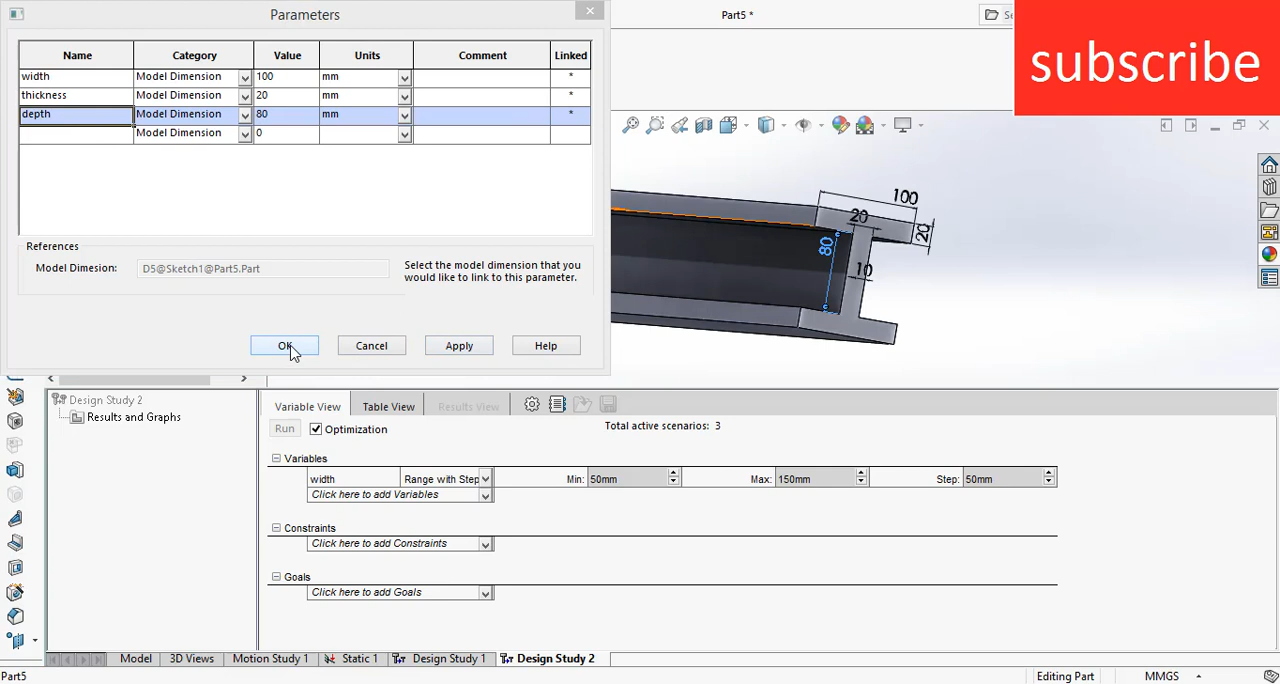 Parameters
Part5 *
subscribe
Name Category Value Units Comment Linked
width Model Dimension 100 mm *
thickness Model Dimension 20 mm *
depth Model Dimension 80 mm *
Model Dimension 0
References
Model Dimesion: D5@Sketch1@Part5.Part
Select the model dimension that you
would like to link to this parameter.
OK Cancel Apply Help
100
20
20
80
10
Design Study 2
Results and Graphs
Variable View Table View Results View
Run Optimization Total active scenarios: 3
Variables
width Range with Step Min: 50mm Max: 150mm Step: 50mm
Click here to add Variables
Constraints
Click here to add Constraints
Goals
Click here to add Goals
Model 3D Views Motion Study 1 Static 1 Design Study 1 Design Study 2
Part5 Editing Part MMGS